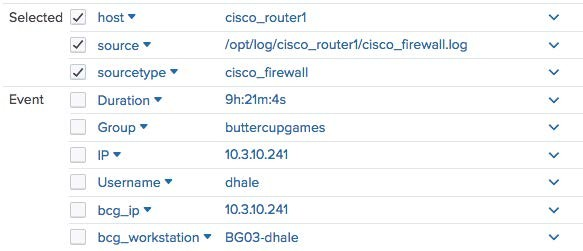 Selected host cisco_router1
source /opt/log/cisco_router1/cisco_firewall.log
sourcetype cisco_firewall
Event Duration 9h:21m:4s
Group buttercupgames
IP 10.3.10.241
Username dhale
bcg_ip 10.3.10.241
bcg_workstation BG03-dhale